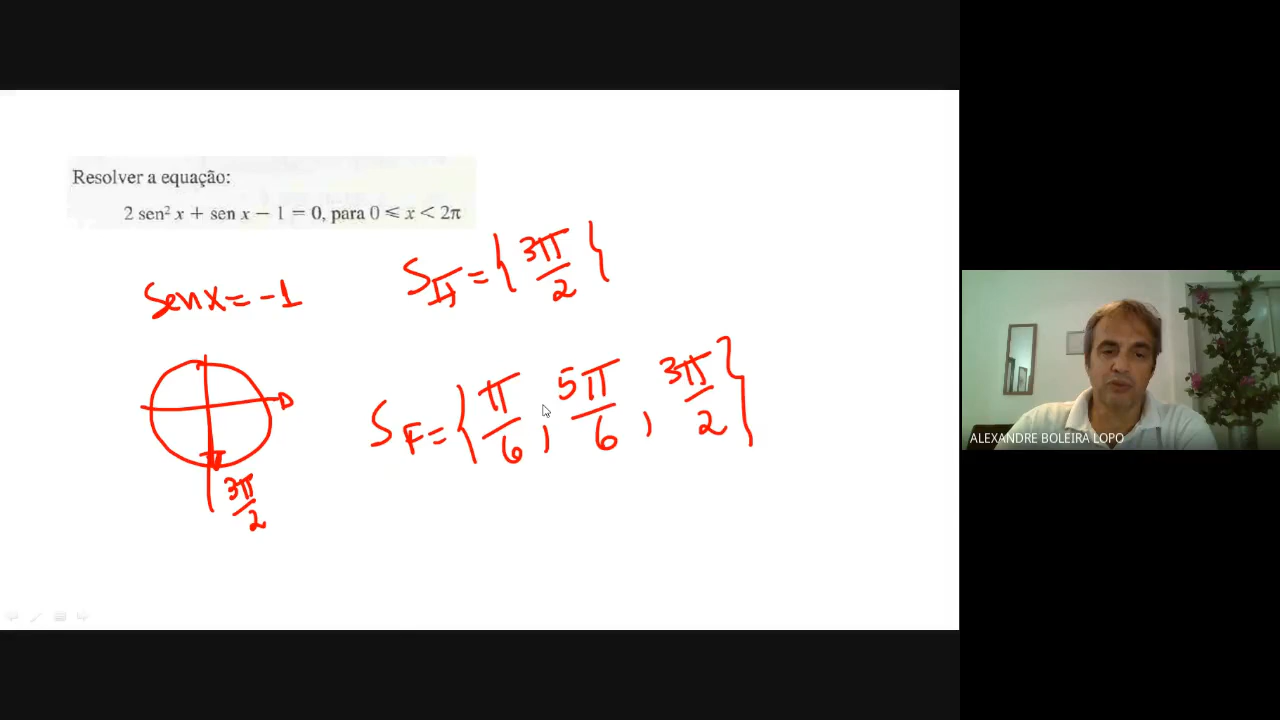 Resolver a equação:
2 sen² x + sen x − 1 = 0, para 0 ⩽ x < 2π
Senx = -1
S_II = { 3π/2 }
3π/2
S_F = { π/6 , 5π/6 , 3π/2 }
ALEXANDRE BOLEIRA LOPO